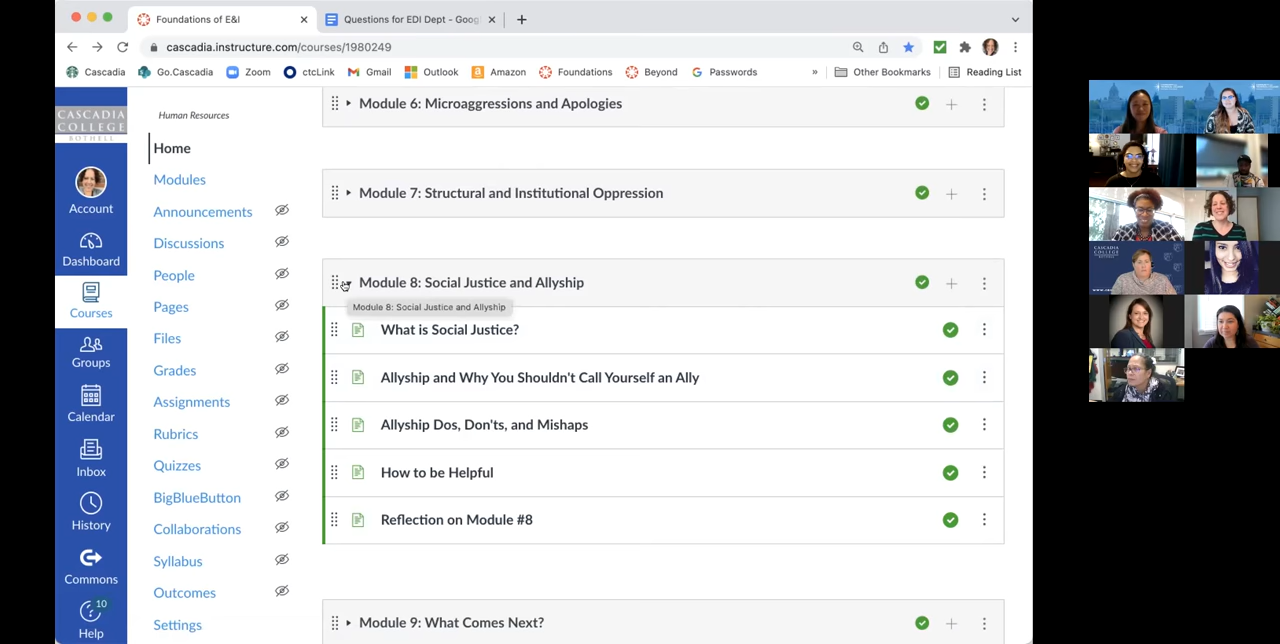 Foundations of E&I
Questions for EDI Dept - Goog
cascadia.instructure.com/courses/1980249
Cascadia
Go.Cascadia
Zoom
ctcLink
Gmail
Outlook
Amazon
Foundations
Beyond
Passwords
»
Other Bookmarks
Reading List
CASCADIA
COLLEGE
BOTHELL
Account
Dashboard
Courses
Groups
Calendar
Inbox
History
Commons
10
Help
Human Resources
Home
Modules
Announcements
Discussions
People
Pages
Files
Grades
Assignments
Rubrics
Quizzes
BigBlueButton
Collaborations
Syllabus
Outcomes
Settings
Module 6: Microaggressions and Apologies
Module 7: Structural and Institutional Oppression
Module 8: Social Justice and Allyship
Module 8: Social Justice and Allyship
What is Social Justice?
Allyship and Why You Shouldn't Call Yourself an Ally
Allyship Dos, Don'ts, and Mishaps
How to be Helpful
Reflection on Module #8
Module 9: What Comes Next?